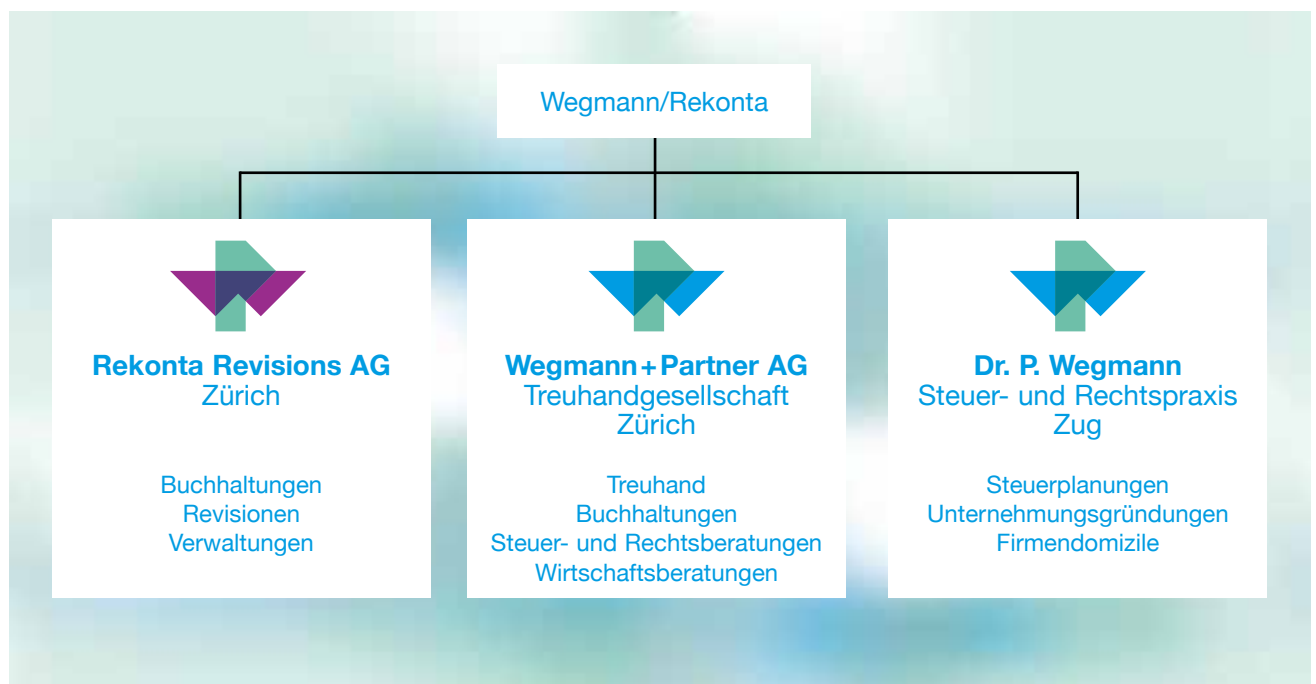 Wegmann/Rekonta
Rekonta Revisions AG
Zürich
Buchhaltungen
Revisionen
Verwaltungen
Wegmann+Partner AG
Treuhandgesellschaft
Zürich
Treuhand
Buchhaltungen
Steuer- und Rechtsberatungen
Wirtschaftsberatungen
Dr. P. Wegmann
Steuer- und Rechtspraxis
Zug
Steuerplanungen
Unternehmungsgründungen
Firmendomizile